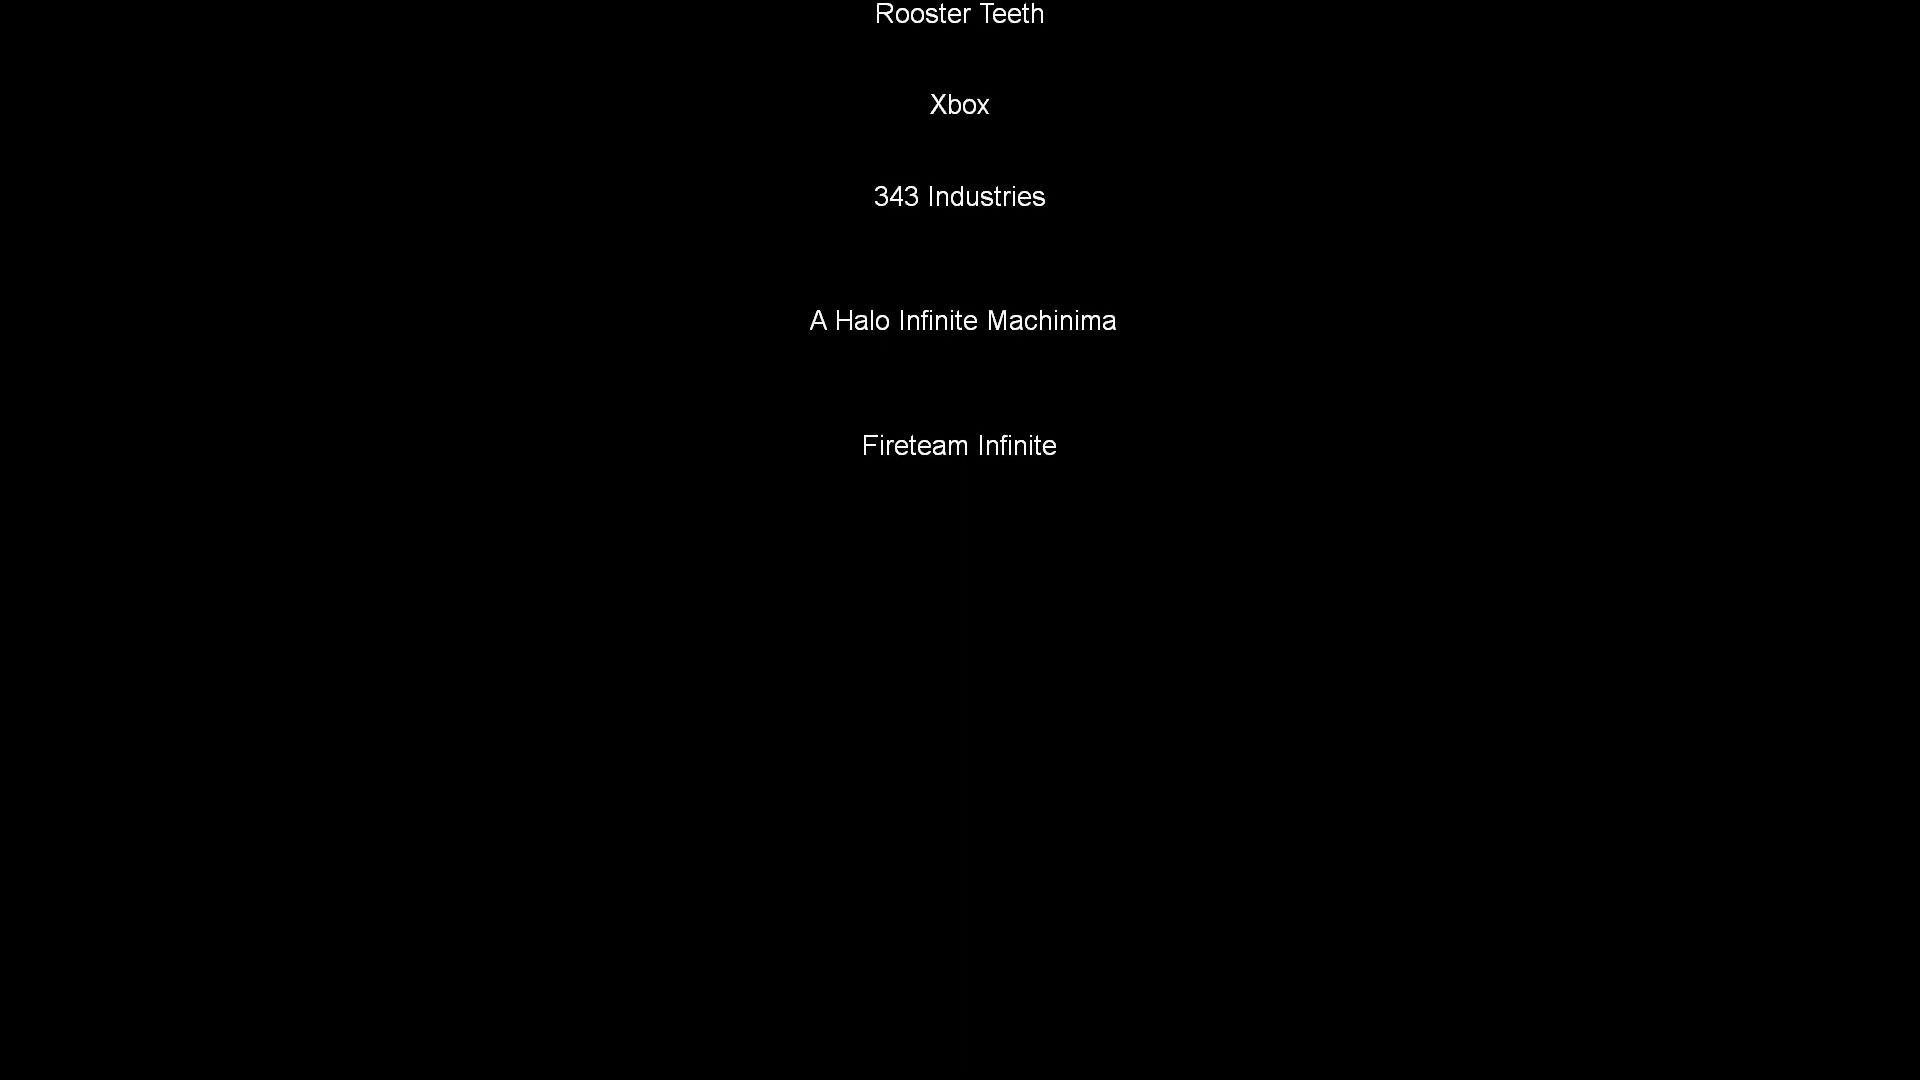 Rooster Teeth
Xbox
343 Industries
A Halo Infinite Machinima
Fireteam Infinite